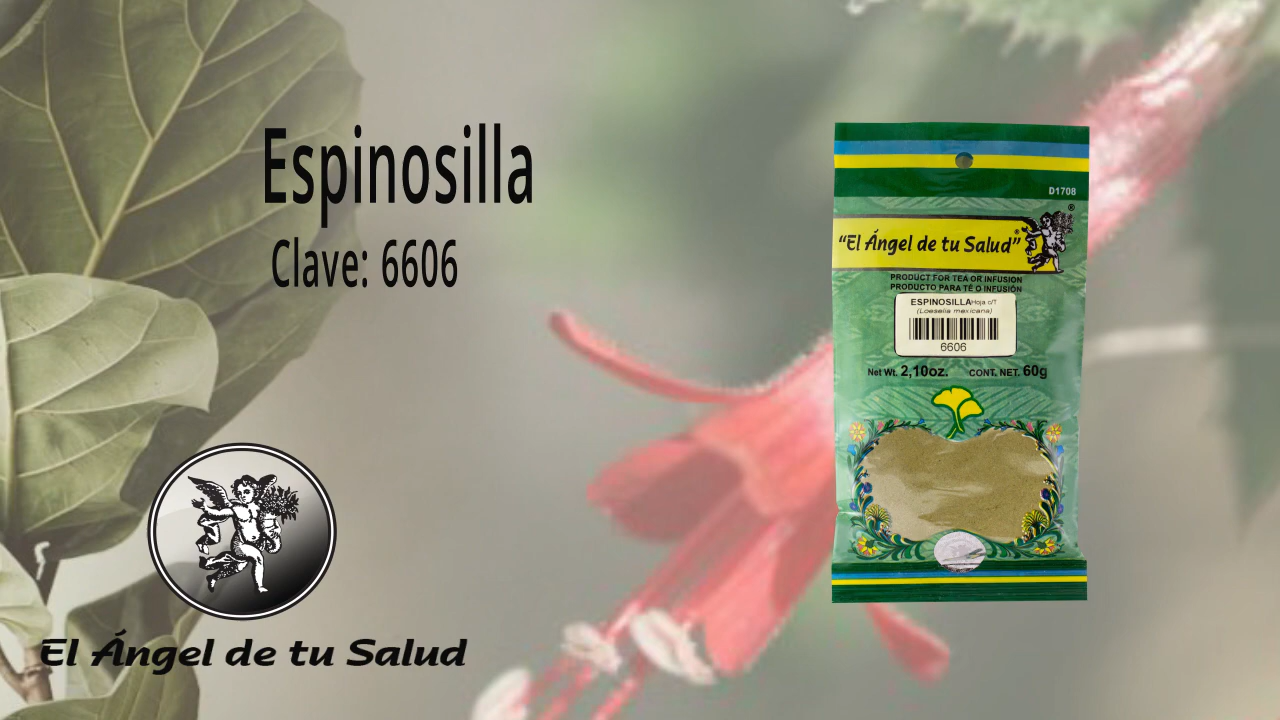 Espinosilla
Clave: 6606
El Ángel de tu Salud
D1708
"El Ángel de tu Salud"®
®
PRODUCT FOR TEA OR INFUSION
PRODUCTO PARA TÉ O INFUSIÓN
ESPINOSILLA Hoja c/T
(Loeselia mexicana)
6606
Net Wt. 2,10oz. CONT. NET. 60g